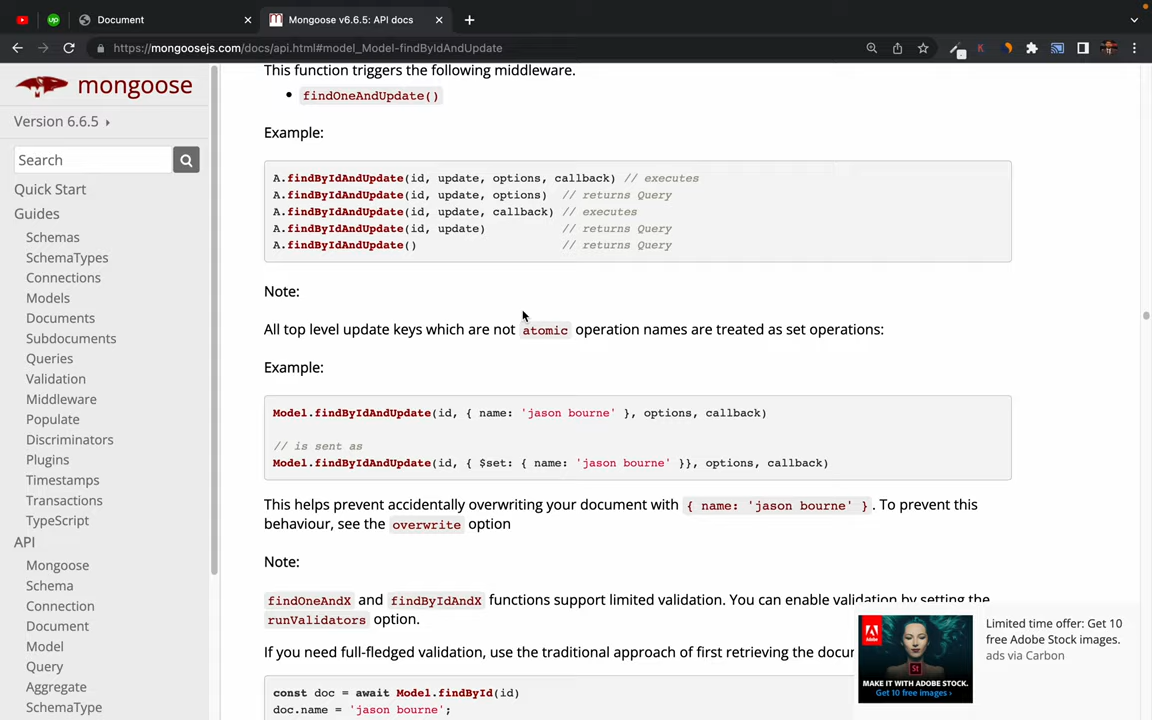 Document
Mongoose v6.6.5: API docs
https://mongoosejs.com/docs/api.html#model_Model-findByIdAndUpdate
mongoose
Version 6.6.5
Search
Quick Start
Guides
Schemas
SchemaTypes
Connections
Models
Documents
Subdocuments
Queries
Validation
Middleware
Populate
Discriminators
Plugins
Timestamps
Transactions
TypeScript
API
Mongoose
Schema
Connection
Document
Model
Query
Aggregate
SchemaType
This function triggers the following middleware.
findOneAndUpdate()
Example:
A.findByIdAndUpdate(id, update, options, callback) // executes
A.findByIdAndUpdate(id, update, options)  // returns Query
A.findByIdAndUpdate(id, update, callback) // executes
A.findByIdAndUpdate(id, update)           // returns Query
A.findByIdAndUpdate()                     // returns Query
Note:
All top level update keys which are not atomic operation names are treated as set operations:
Example:
Model.findByIdAndUpdate(id, { name: 'jason bourne' }, options, callback)
// is sent as
Model.findByIdAndUpdate(id, { $set: { name: 'jason bourne' }}, options, callback)
This helps prevent accidentally overwriting your document with { name: 'jason bourne' }. To prevent this
behaviour, see the overwrite option
Note:
findOneAndX and findByIdAndX functions support limited validation. You can enable validation by setting the
runValidators option.
If you need full-fledged validation, use the traditional approach of first retrieving the
const doc = await Model.findById(id)
doc.name = 'jason bourne';
MAKE IT WITH ADOBE STOCK.
Get 10 free images ›
Limited time offer: Get 10
free Adobe Stock images.
ads via Carbon